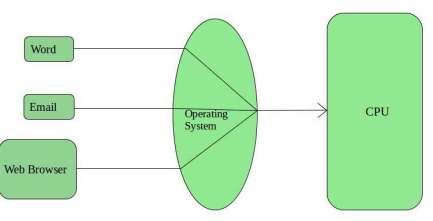 Word
Email
Web Browser
Operating
System
CPU